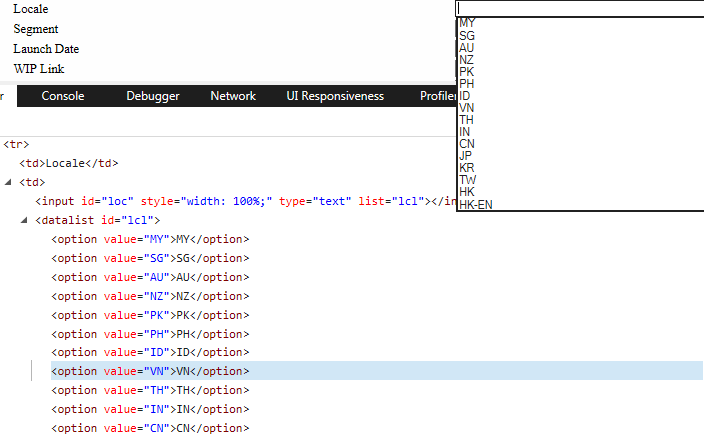 Locale
Segment
Launch Date
WIP Link
MY
SG
AU
NZ
PK
PH
ID
VN
TH
IN
CN
JP
KR
TW
HK
HK-EN
r Console Debugger Network UI Responsiveness Profiler
<tr>
<td>Locale</td>
<td>
<input id="loc" style="width: 100%;" type="text" list="lcl"></in
<datalist id="lcl">
<option value="MY">MY</option>
<option value="SG">SG</option>
<option value="AU">AU</option>
<option value="NZ">NZ</option>
<option value="PK">PK</option>
<option value="PH">PH</option>
<option value="ID">ID</option>
<option value="VN">VN</option>
<option value="TH">TH</option>
<option value="IN">IN</option>
<option value="CN">CN</option>